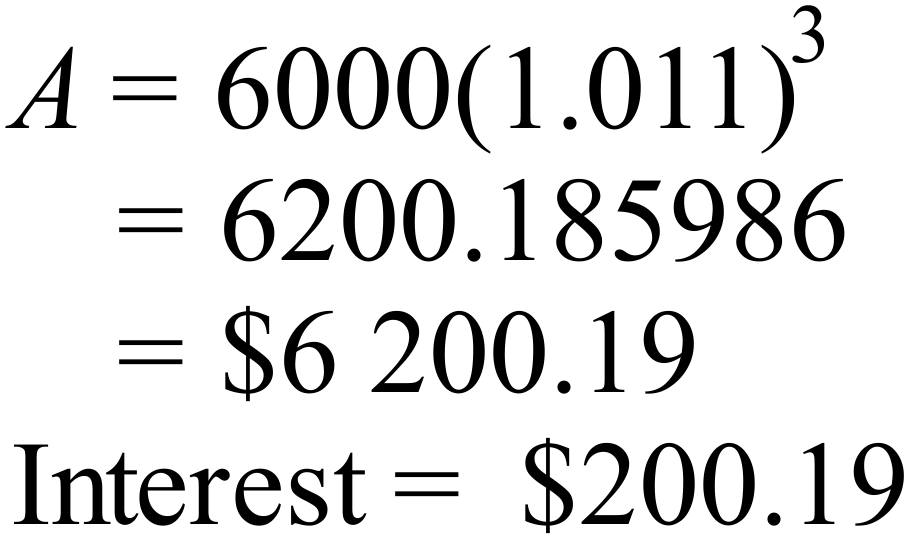 A = 6000(1.011)³
= 6200.185986
= $6 200.19
Interest = $200.19